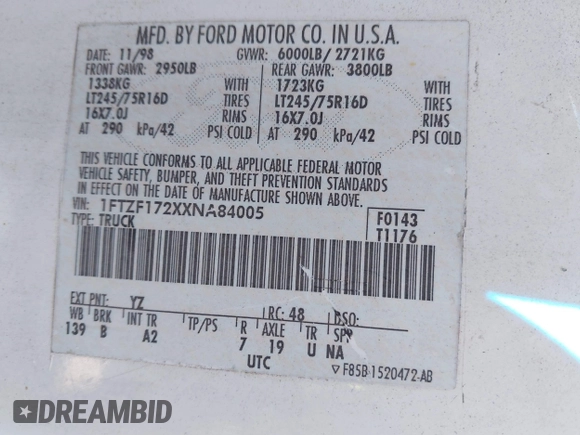 MFD. BY FORD MOTOR CO. IN U.S.A.
DATE: 11/98 GVWR: 6000LB/ 2721KG
FRONT GAWR: 2950LB REAR GAWR: 3800LB
1338KG WITH 1723KG WITH
LT245/75R16D TIRES LT245/75R16D TIRES
16X7.0J RIMS 16X7.0J RIMS
AT 290 kPa/42 PSI COLD AT 290 kPa/42 PSI COLD
THIS VEHICLE CONFORMS TO ALL APPLICABLE FEDERAL MOTOR
VEHICLE SAFETY, BUMPER, AND THEFT PREVENTION STANDARDS
IN EFFECT ON THE DATE OF MANUFACTURE SHOWN ABOVE.
VIN: 1FTZF172XXNA84005 F0143
TYPE: TRUCK T1176
EXT PNT: YZ RC: 48 DSO:
WB BRK INT TR TP/PS R AXLE TR SPR
139 B A2 7 19 U NA
UTC
▽ F85B-1520472-AB
DREAMBID